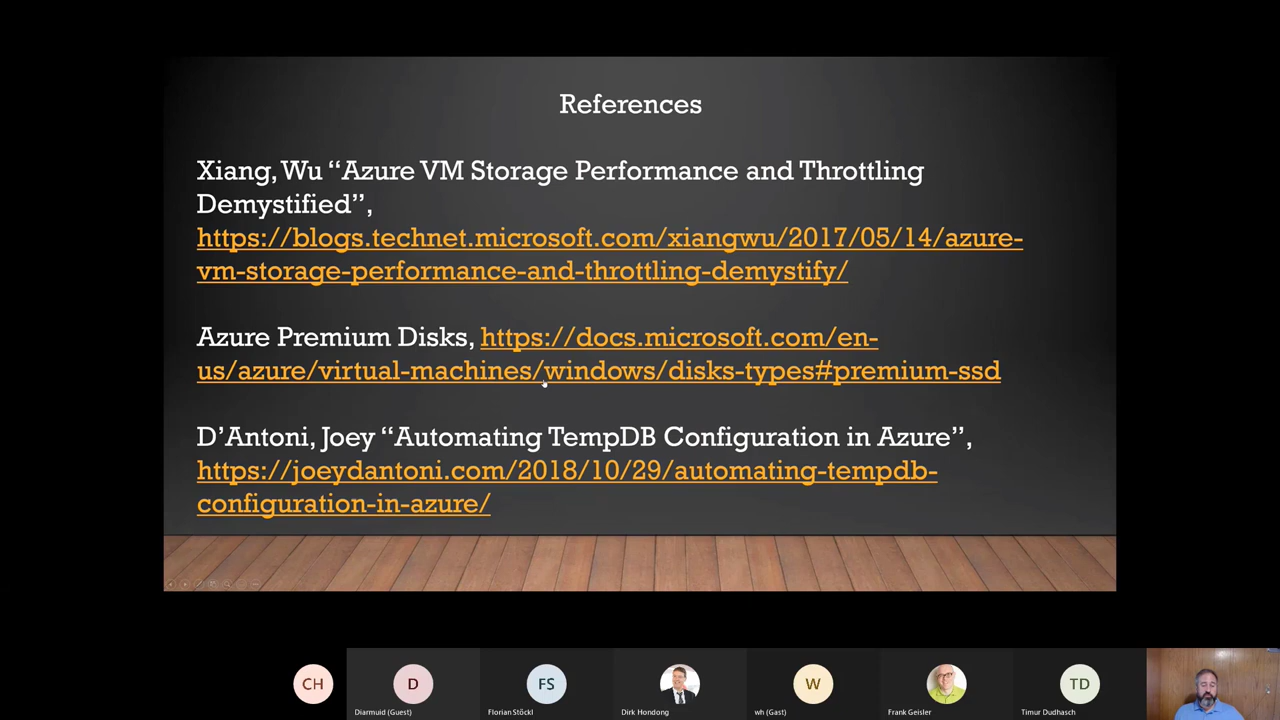 References
Xiang, Wu “Azure VM Storage Performance and Throttling
Demystified”,
https://blogs.technet.microsoft.com/xiangwu/2017/05/14/azure-
vm-storage-performance-and-throttling-demystify/
Azure Premium Disks, https://docs.microsoft.com/en-
us/azure/virtual-machines/windows/disks-types#premium-ssd
D’Antoni, Joey “Automating TempDB Configuration in Azure”,
https://joeydantoni.com/2018/10/29/automating-tempdb-
configuration-in-azure/
CH
D
FS
W
TD
Diarmuid (Guest)
Florian Stöckl
Dirk Hondong
wh (Gast)
Frank Geisler
Timur Dudhasch